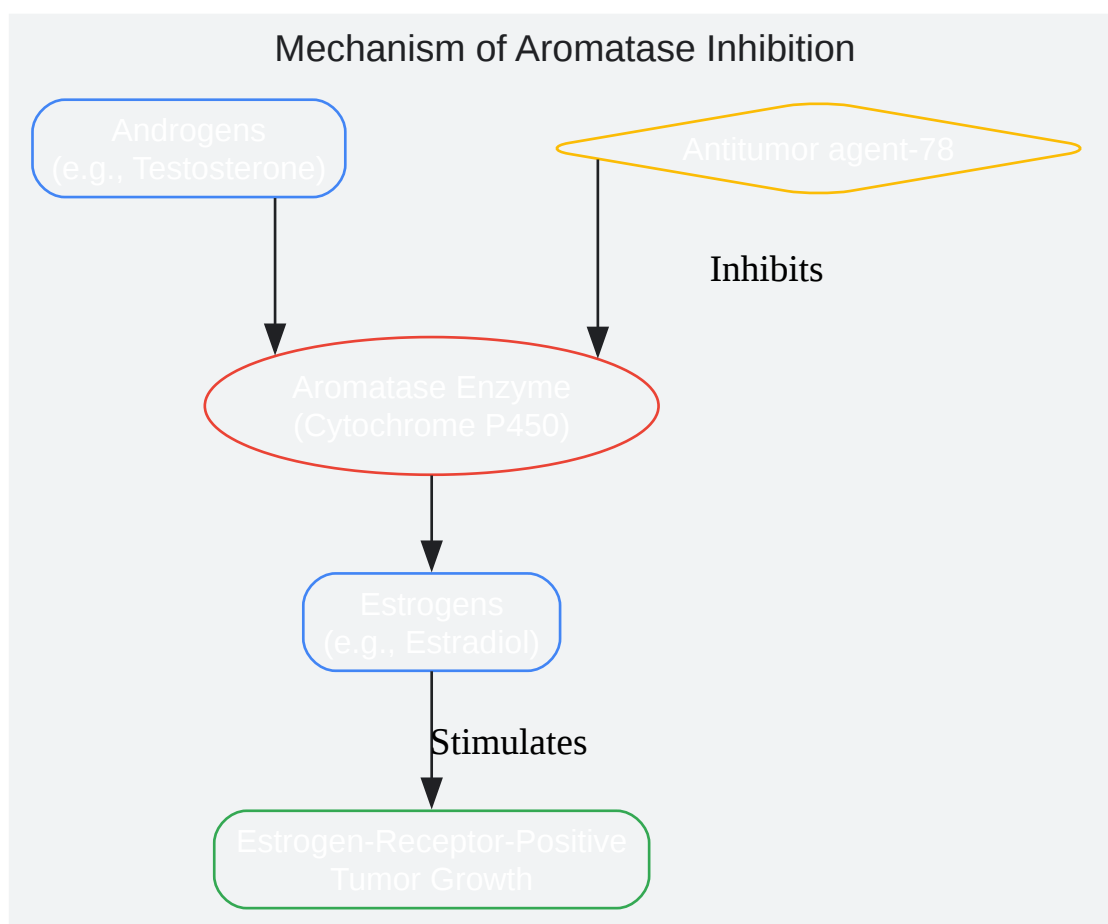 Mechanism of Aromatase Inhibition
Androgens
(e.g., Testosterone)
Antitumor agent-78
Inhibits
Aromatase Enzyme
(Cytochrome P450)
Estrogens
(e.g., Estradiol)
Stimulates
Estrogen-Receptor-Positive
Tumor Growth